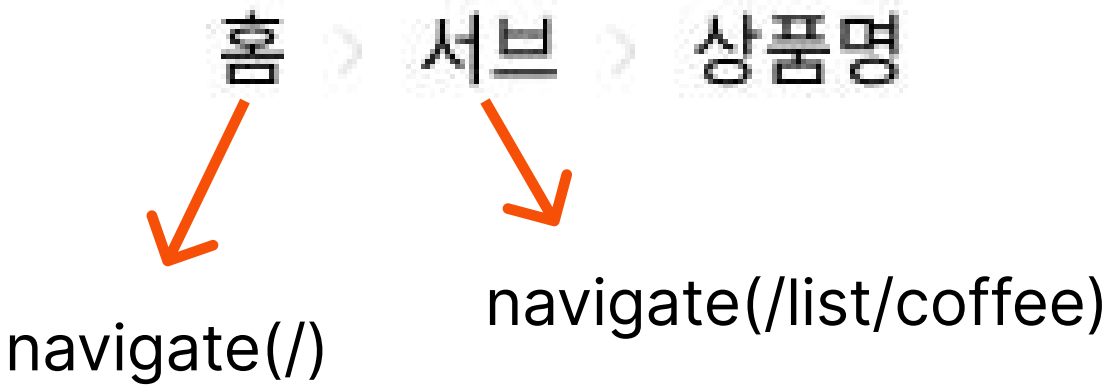 홈 > 서브 > 상품명
navigate(/list/coffee)
navigate(/)